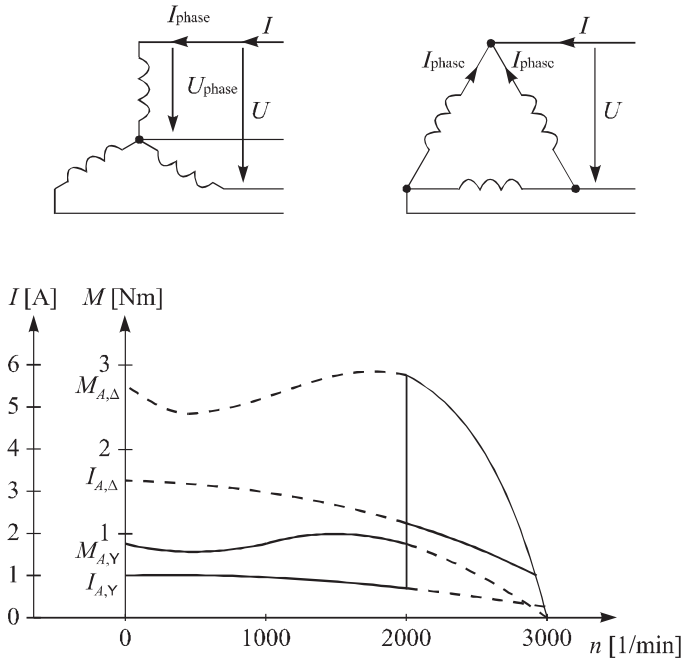 I_phase I
U_phase U
I
I_phase I_phase
U
I [A] M [Nm]
6 3
M_A,Δ
5
4 2
I_A,Δ
3
2 1
M_A,Y
1 I_A,Y
0
0 1000 2000 3000 n [1/min]